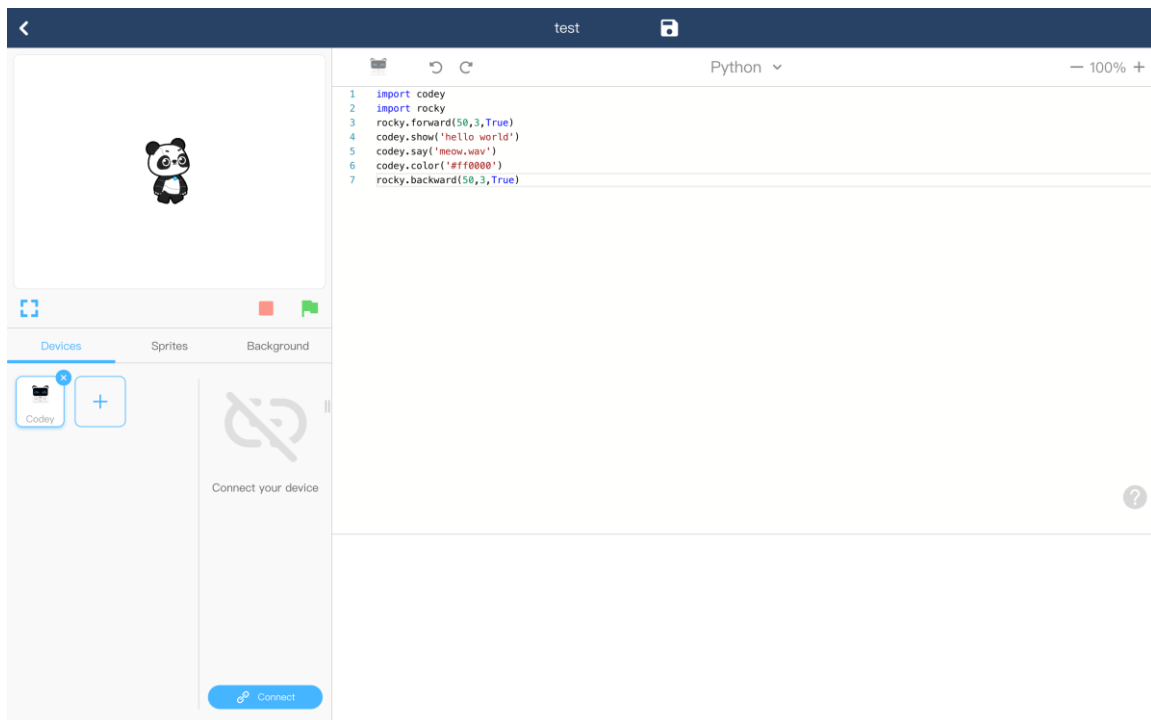 test
Python
100%
1 import codey
2 import rocky
3 rocky.forward(50,3,True)
4 codey.show('hello world')
5 codey.say('meow.wav')
6 codey.color('#ff0000')
7 rocky.backward(50,3,True)
Devices
Sprites
Background
Codey
Connect your device
Connect